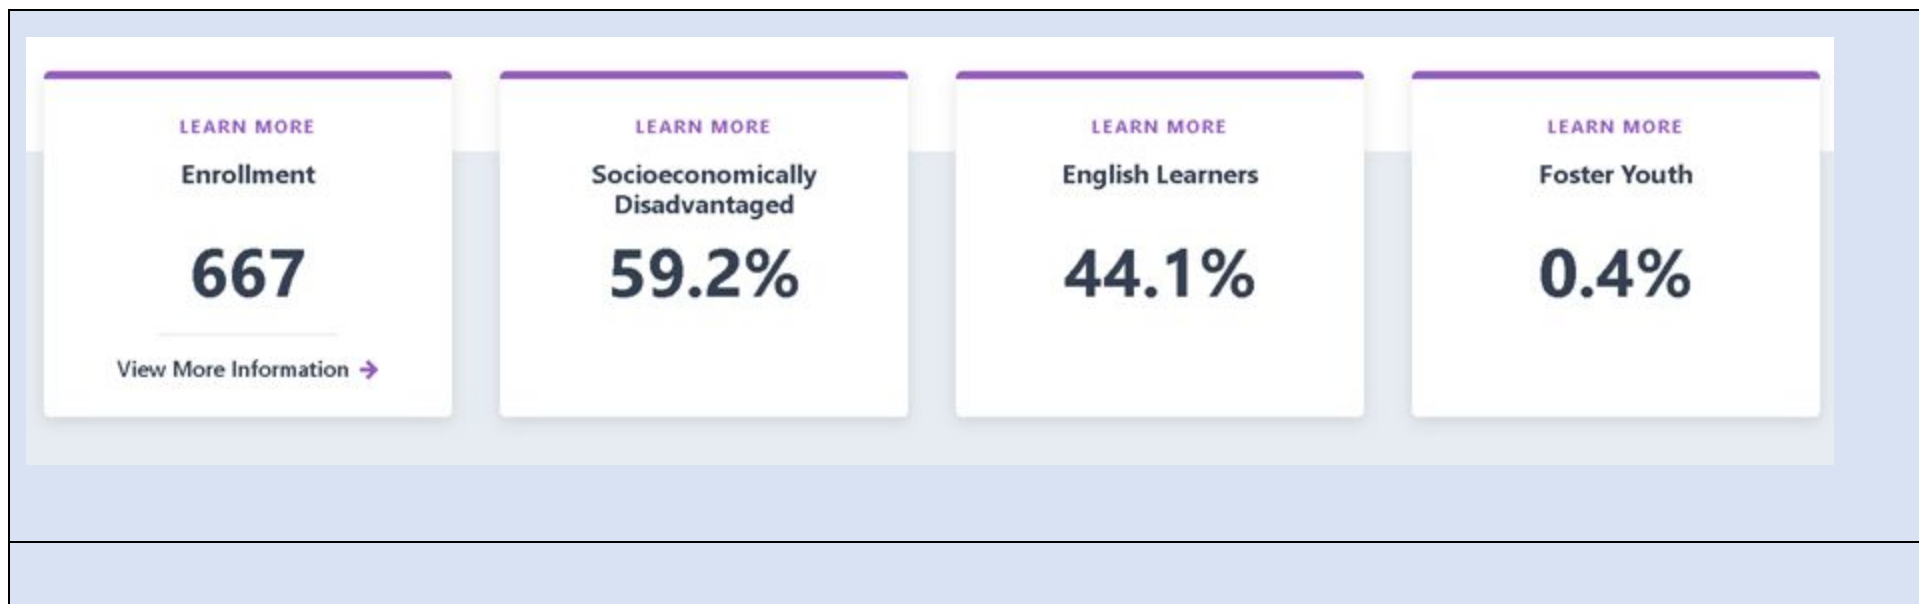 LEARN MORE
Enrollment
667
View More Information
LEARN MORE
Socioeconomically
Disadvantaged
59.2%
LEARN MORE
English Learners
44.1%
LEARN MORE
Foster Youth
0.4%